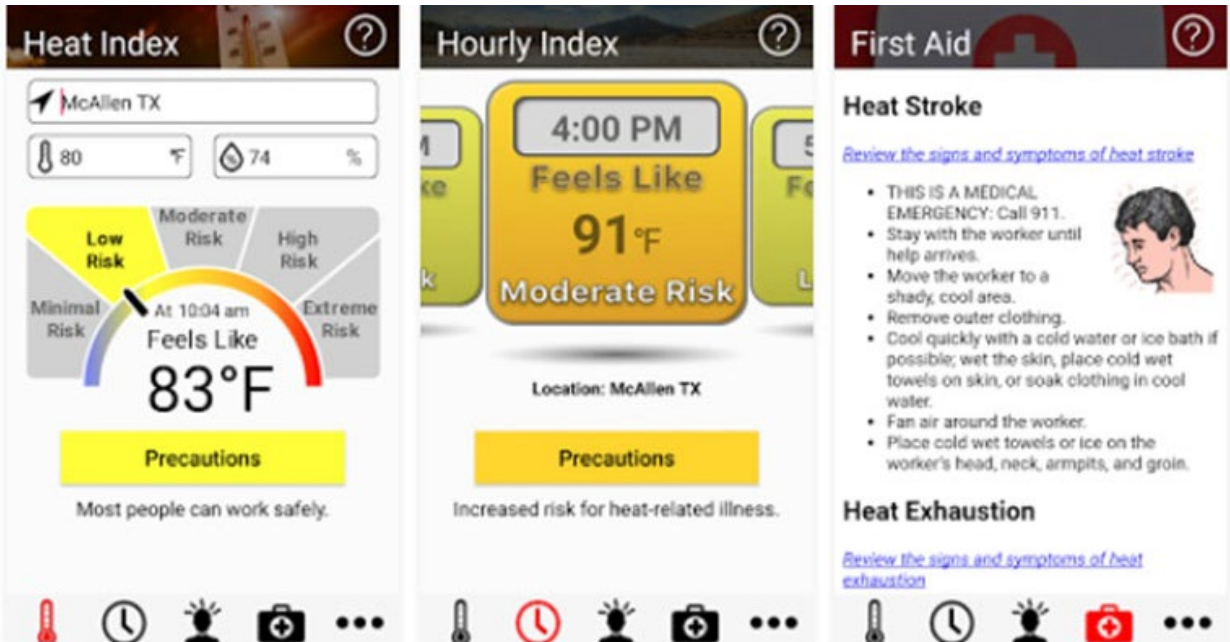 Heat Index
?
McAllen TX
80 °F
74 %
Minimal
Risk
Low
Risk
Moderate
Risk
High
Risk
Extreme
Risk
At 10:04 am
Feels Like
83°F
Precautions
Most people can work safely.
Hourly Index
?
4:00 PM
Feels Like
91°F
Moderate Risk
Location: McAllen TX
Precautions
Increased risk for heat-related illness.
First Aid
?
Heat Stroke
Review the signs and symptoms of heat stroke
• THIS IS A MEDICAL
EMERGENCY: Call 911.
• Stay with the worker until
help arrives.
• Move the worker to a
shady, cool area.
• Remove outer clothing.
• Cool quickly with a cold water or ice bath if
possible; wet the skin, place cold wet
towels on skin, or soak clothing in cool
water.
• Fan air around the worker.
• Place cold wet towels or ice on the
worker's head, neck, armpits, and groin.
Heat Exhaustion
Review the signs and symptoms of heat
exhaustion